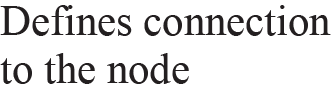 Defines connection
to the node